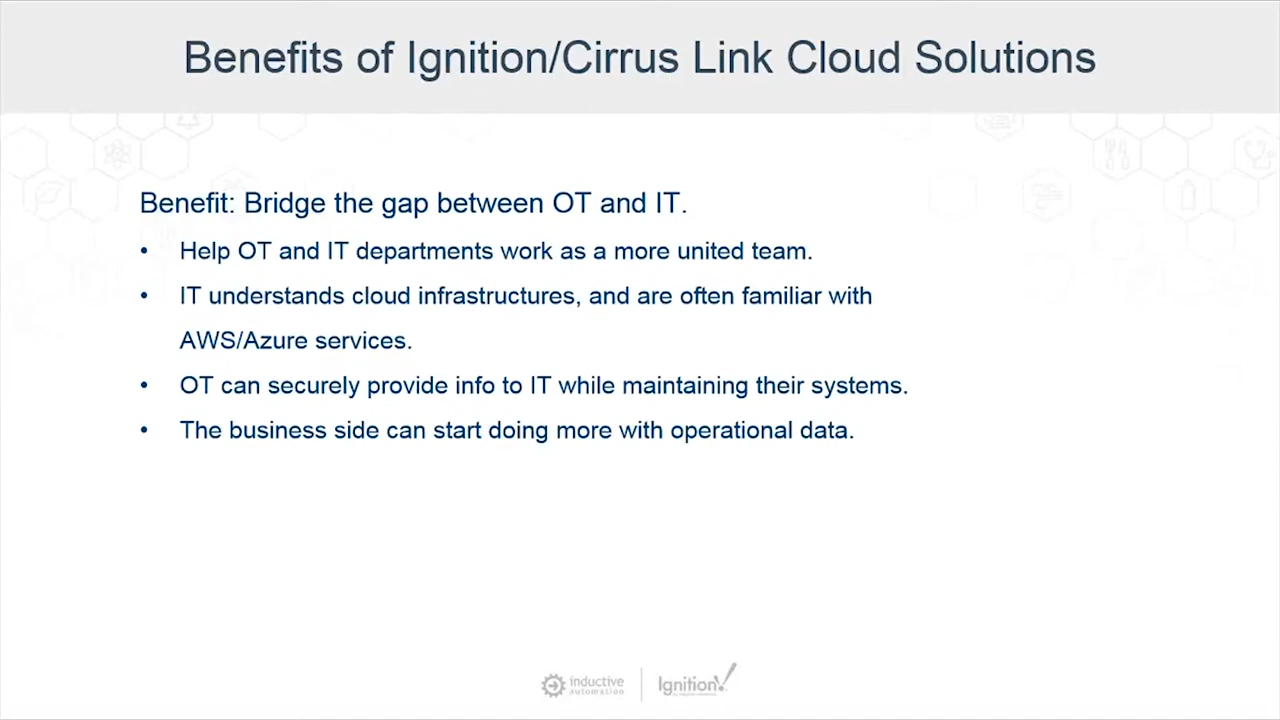 Benefits of Ignition/Cirrus Link Cloud Solutions
Benefit: Bridge the gap between OT and IT.
• Help OT and IT departments work as a more united team.
• IT understands cloud infrastructures, and are often familiar with
AWS/Azure services.
• OT can securely provide info to IT while maintaining their systems.
• The business side can start doing more with operational data.
inductive
automation
Ignition!